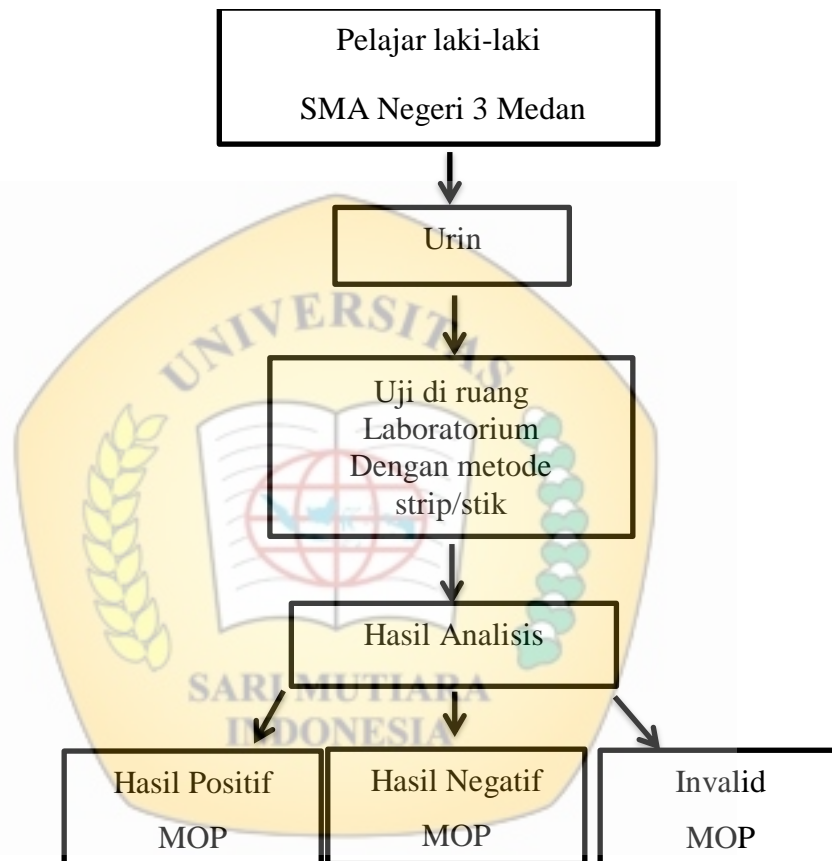 Pelajar laki-laki
SMA Negeri 3 Medan
Urin
UNIVERSITAS
Uji di ruang
Laboratorium
Dengan metode
strip/stik
Hasil Analisis
SARI MUTIARA
INDONESIA
Hasil Positif
MOP
Hasil Negatif
MOP
Invalid
MOP